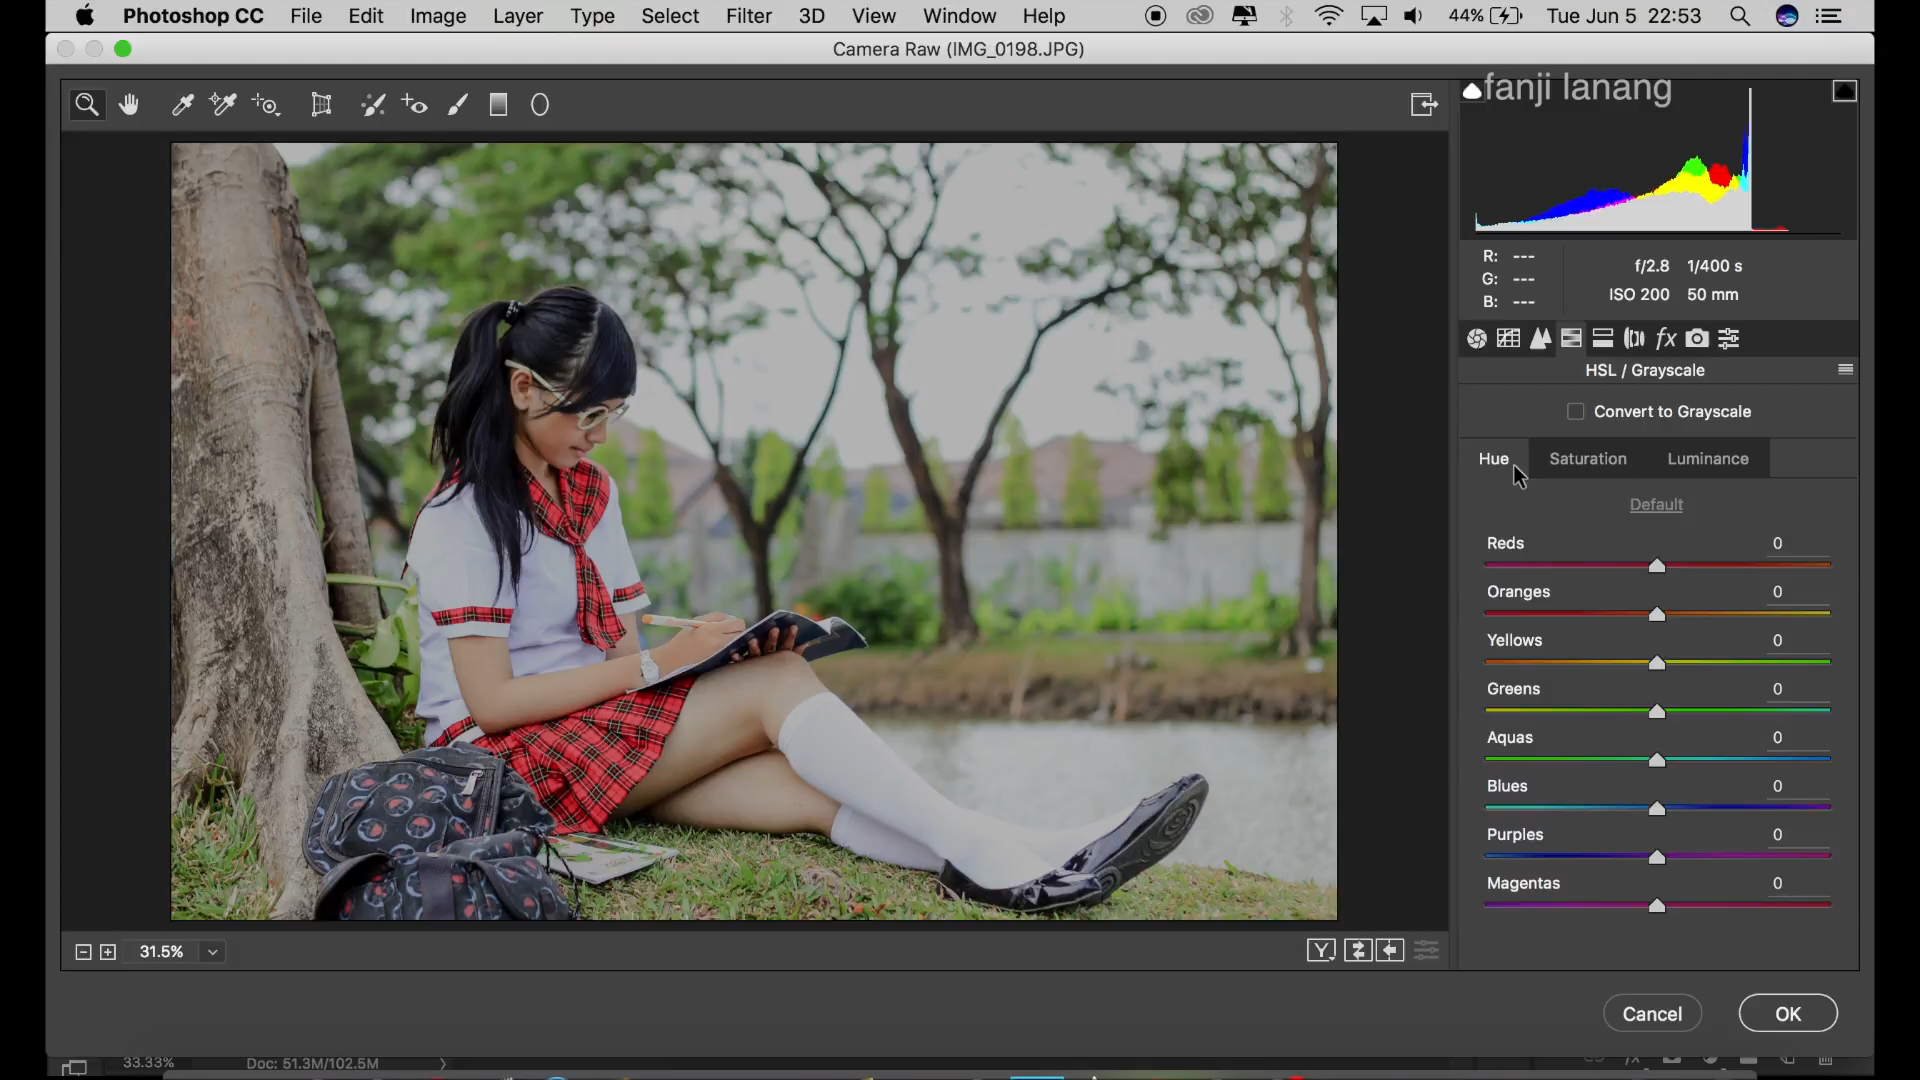 Photoshop CC File Edit Image Layer Type Select Filter 3D View Window Help 44% Tue Jun 5 22:53
Camera Raw (IMG_0198.JPG)
fanji lanang
R: ---
G: ---
B: ---
f/2.8 1/400 s
ISO 200 50 mm
fx
HSL / Grayscale
Convert to Grayscale
Hue Saturation Luminance
Default
Reds 0
Oranges 0
Yellows 0
Greens 0
Aquas 0
Blues 0
Purples 0
Magentas 0
31.5%
Y
Cancel OK
33.33% Doc: 51.3M/102.5M